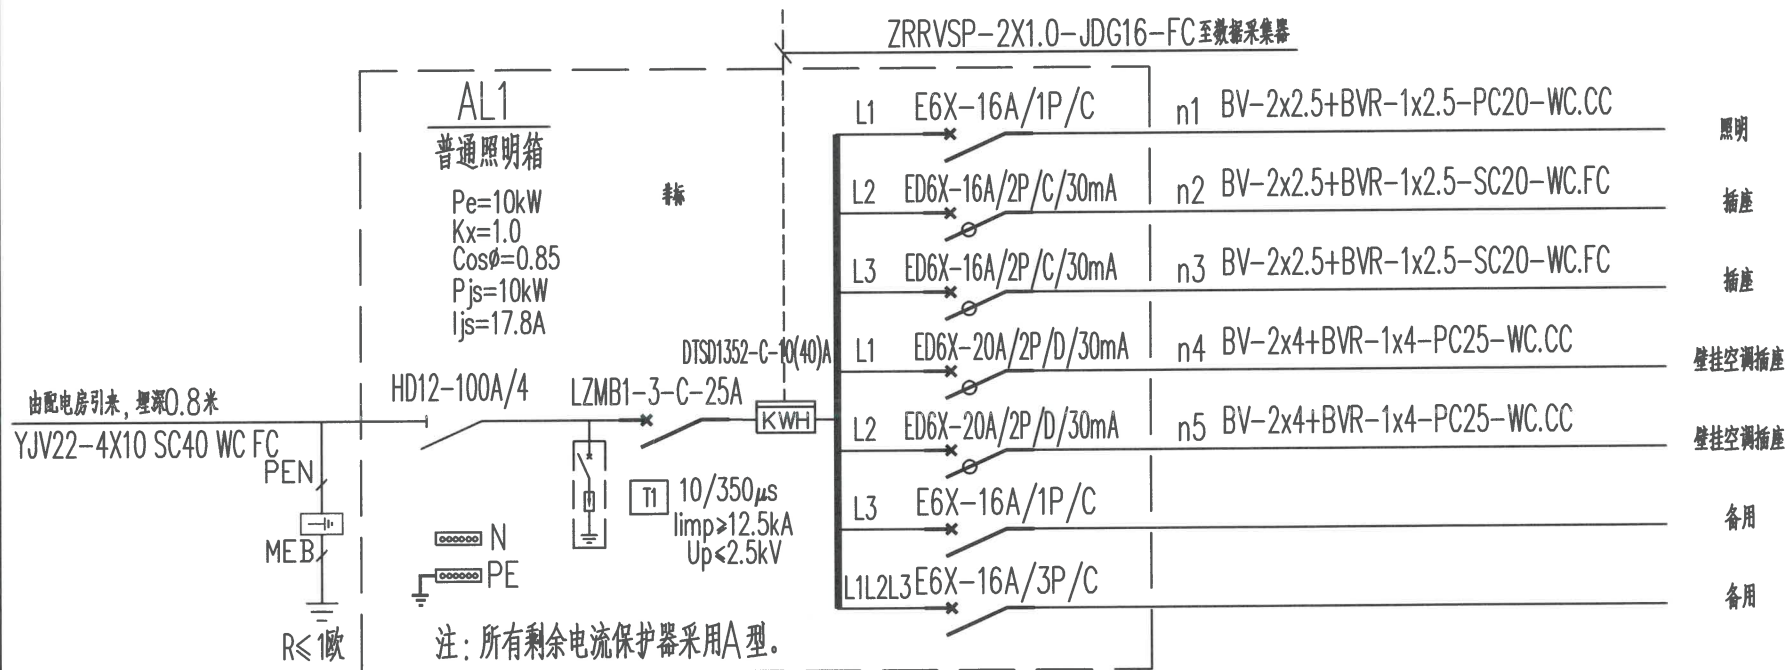 ZRRVSP-2X1.0-JDG16-FC至数据采集器
AL1
普通照明箱
Pe=10kW
Kx=1.0
CosØ=0.85
Pjs=10kW
Ijs=17.8A
非标
由配电房引来,埋深0.8米
YJV22-4X10 SC40 WC FC
PEN
MEB
R≤1欧
HD12-100A/4
LZMB1-3-C-25A
DTSD1352-C-10(40)A
KWH
T1
10/350μs
Iimp≥12.5kA
Up≤2.5kV
N
PE
注:所有剩余电流保护器采用A型。
L1 E6X-16A/1P/C n1 BV-2x2.5+BVR-1x2.5-PC20-WC.CC 照明
L2 ED6X-16A/2P/C/30mA n2 BV-2x2.5+BVR-1x2.5-SC20-WC.FC 插座
L3 ED6X-16A/2P/C/30mA n3 BV-2x2.5+BVR-1x2.5-SC20-WC.FC 插座
L1 ED6X-20A/2P/D/30mA n4 BV-2x4+BVR-1x4-PC25-WC.CC 壁挂空调插座
L2 ED6X-20A/2P/D/30mA n5 BV-2x4+BVR-1x4-PC25-WC.CC 壁挂空调插座
L3 E6X-16A/1P/C 备用
L1L2L3 E6X-16A/3P/C 备用